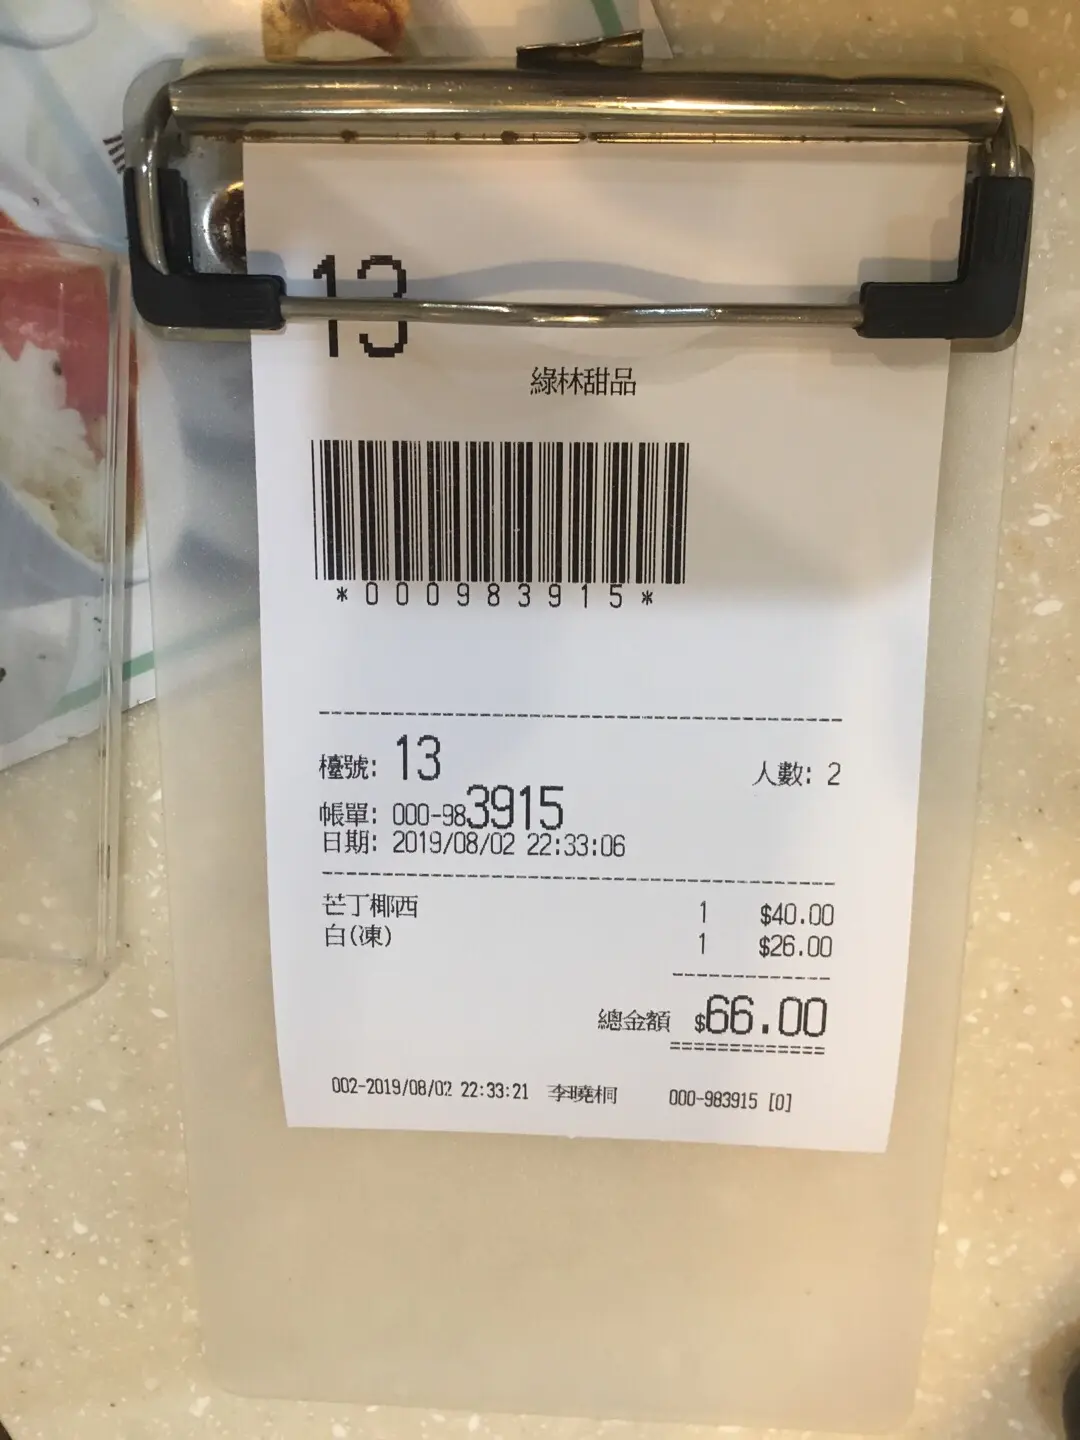 13
綠林甜品
*000983915*
檯號: 13 人數: 2
帳單: 000-983915
日期: 2019/08/02 22:33:06
芒丁椰西 1 $40.00
白(凍) 1 $26.00
總金額 $66.00
002-2019/08/02 22:33:21 李曉桐 000-983915 [0]